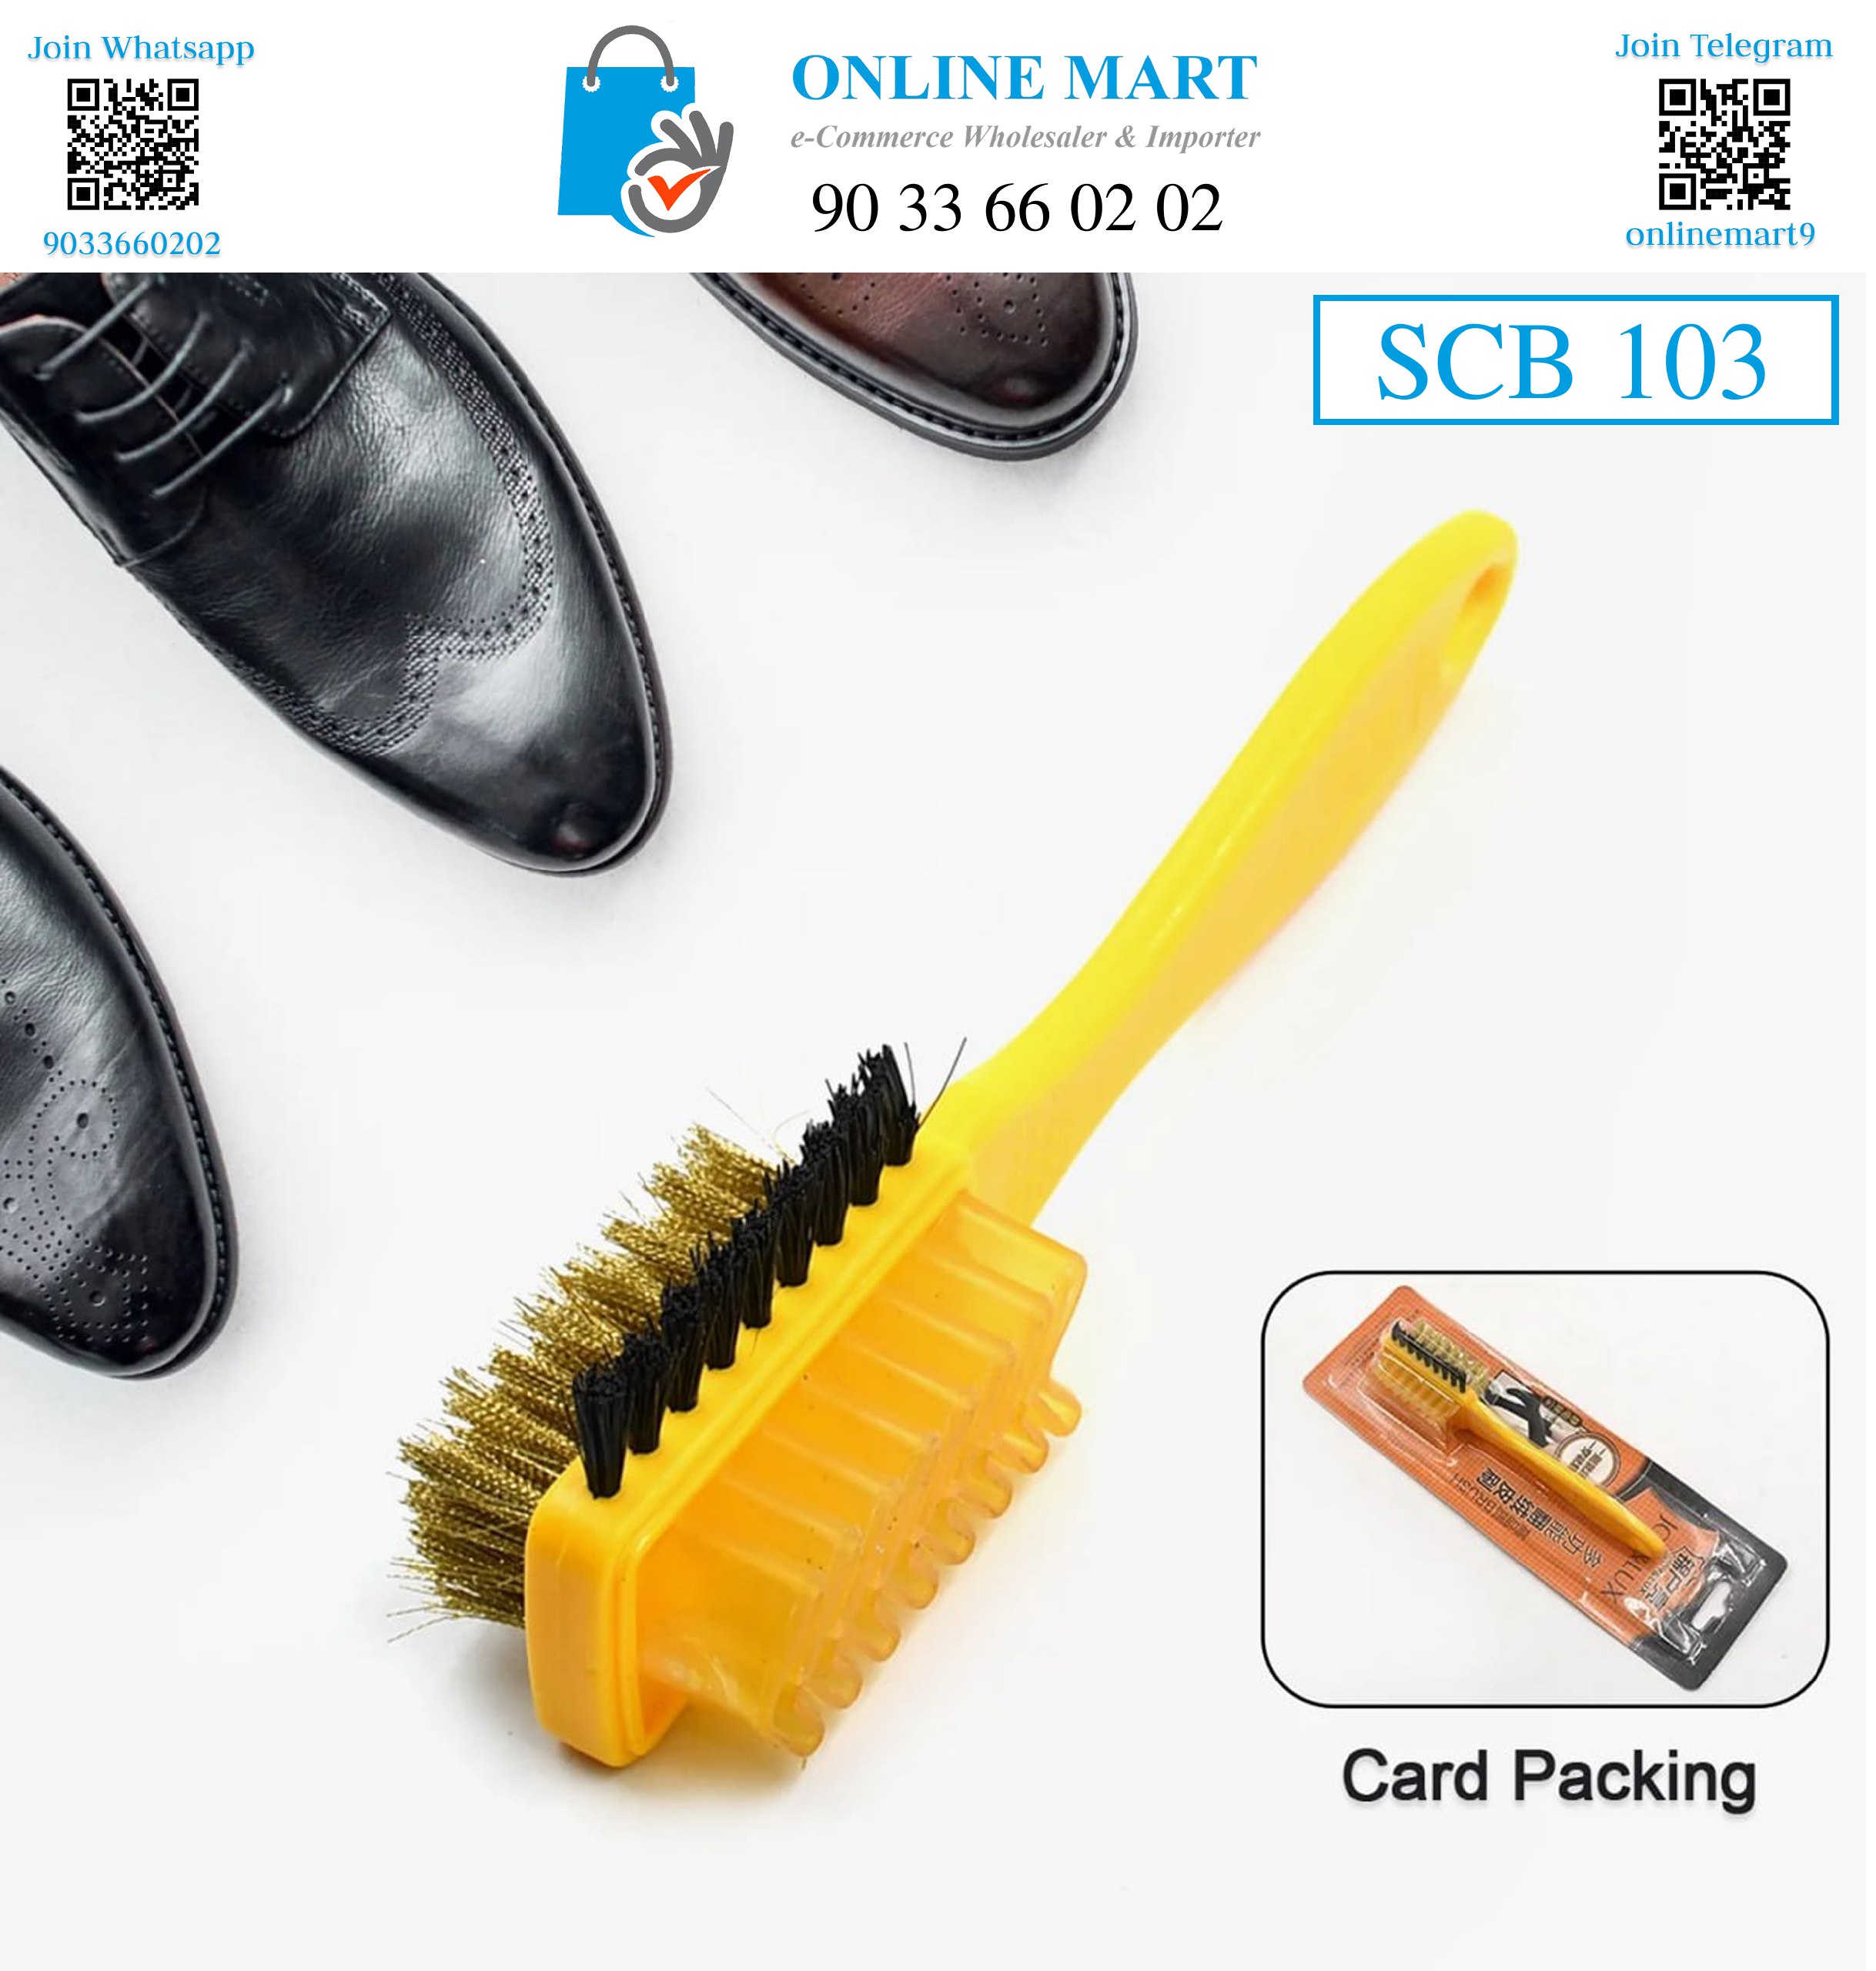 Join Whatsapp
9033660202
ONLINE MART
e-Commerce Wholesaler & Importer
90 33 66 02 02
Join Telegram
onlinemart9
SCB 103
Card Packing